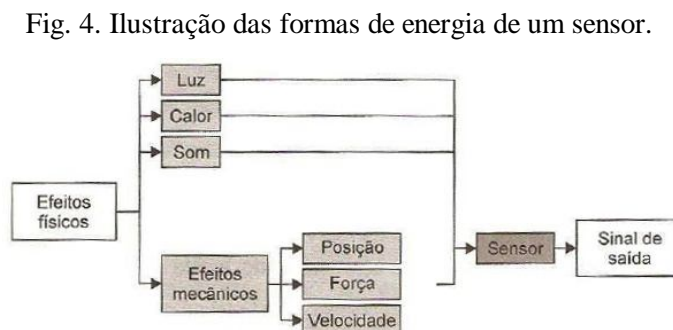 Fig. 4. Ilustração das formas de energia de um sensor.
Luz
Calor
Som
Efeitos
físicos
Efeitos
mecânicos
Posição
Força
Velocidade
Sensor
Sinal de
saída